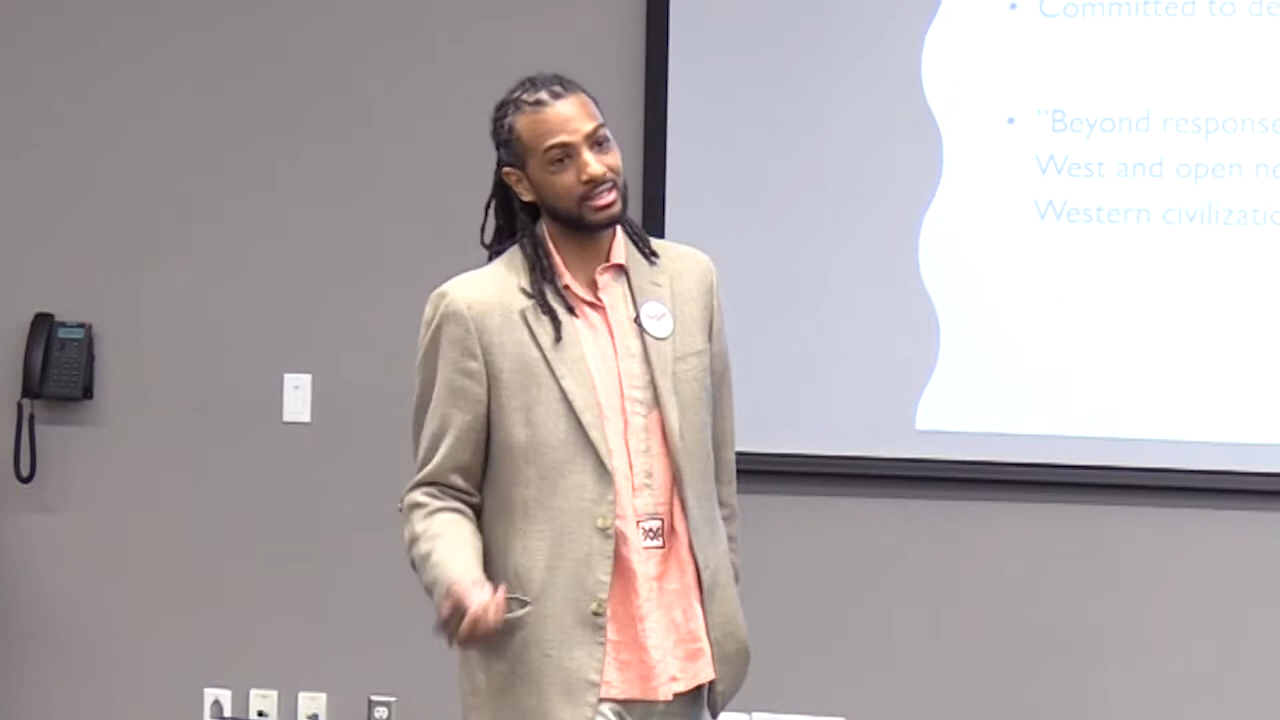 • Committed to de
• "Beyond response
West and open ne
Western civilizatio